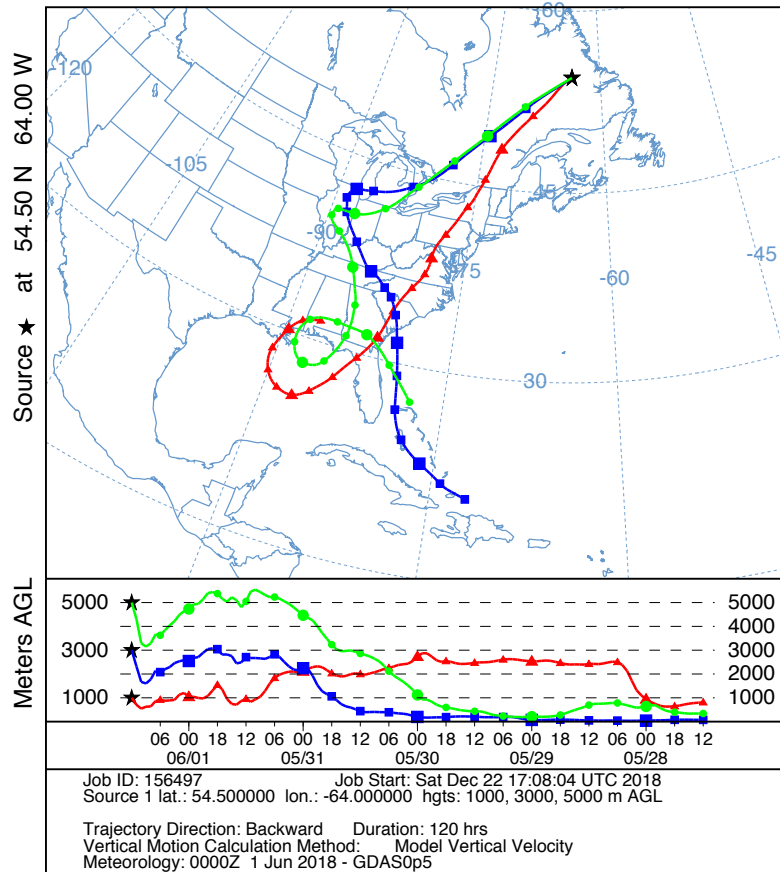 Source ★ at 54.50 N 64.00 W
-60
120
-105
-90
-75
-45
-45
-60
30
Meters AGL
5000 5000
4000
3000 3000
2000
1000 1000
06 00 18 12 06 00 18 12 06 00 18 12 06 00 18 12 06 00 18 12
06/01 05/31 05/30 05/29 05/28
Job ID: 156497 Job Start: Sat Dec 22 17:08:04 UTC 2018
Source 1 lat.: 54.500000 lon.: -64.000000 hgts: 1000, 3000, 5000 m AGL
Trajectory Direction: Backward Duration: 120 hrs
Vertical Motion Calculation Method: Model Vertical Velocity
Meteorology: 0000Z 1 Jun 2018 - GDAS0p5